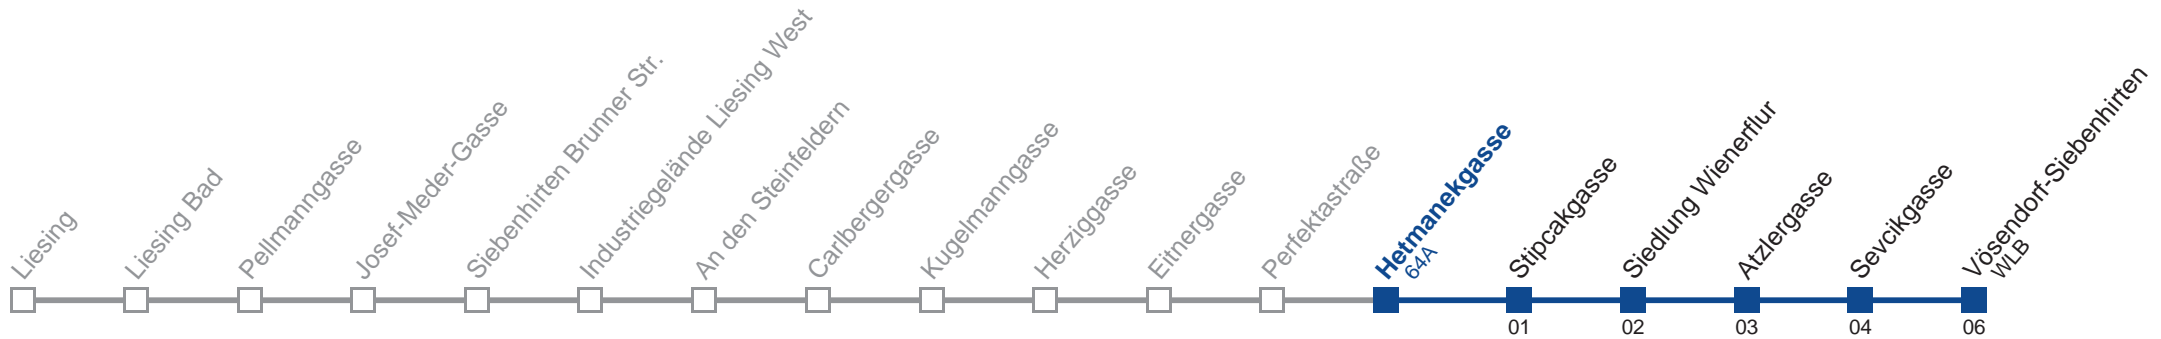 Liesing
Liesing Bad
Pellmanngasse
Josef-Meder-Gasse
Siebenhirten Brunner Str.
Industriegelände Liesing West
An den Steinfeldern
Carlbergergasse
Kugelmanngasse
Herziggasse
Eitnergasse
Perfektastraße
Hetmanekgasse
64A
Stipcakgasse
Siedlung Wienerflur
Atzlergasse
Sevcikgasse
Vösendorf-Siebenhirten
WLB
01
02
03
04
06